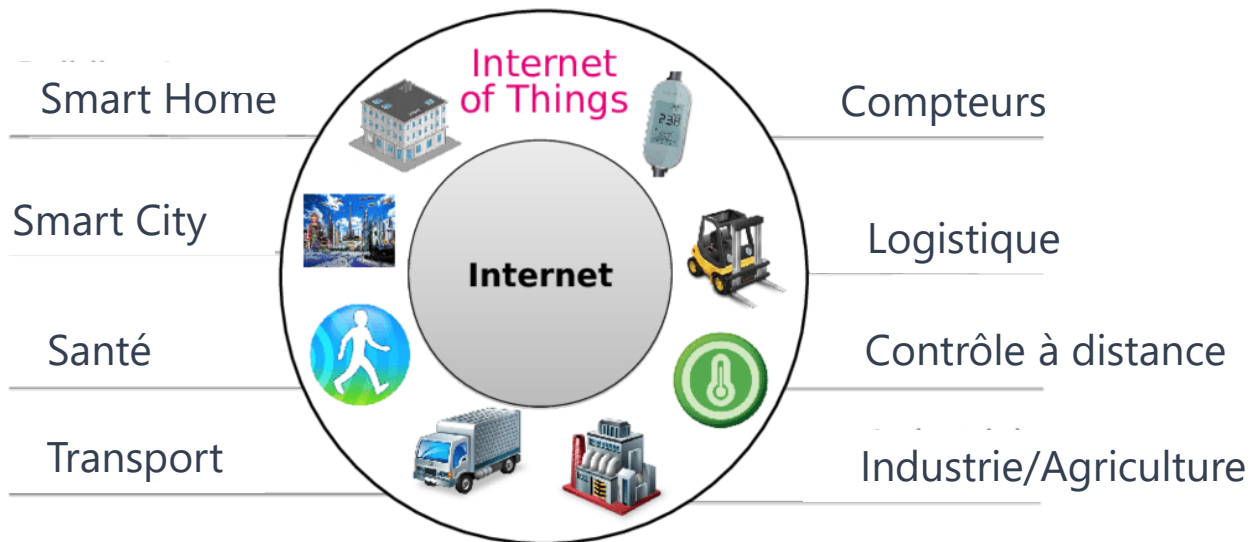 Internet
of Things
Smart Home
Compteurs
Smart City
Logistique
Internet
Santé
Contrôle à distance
Transport
Industrie/Agriculture